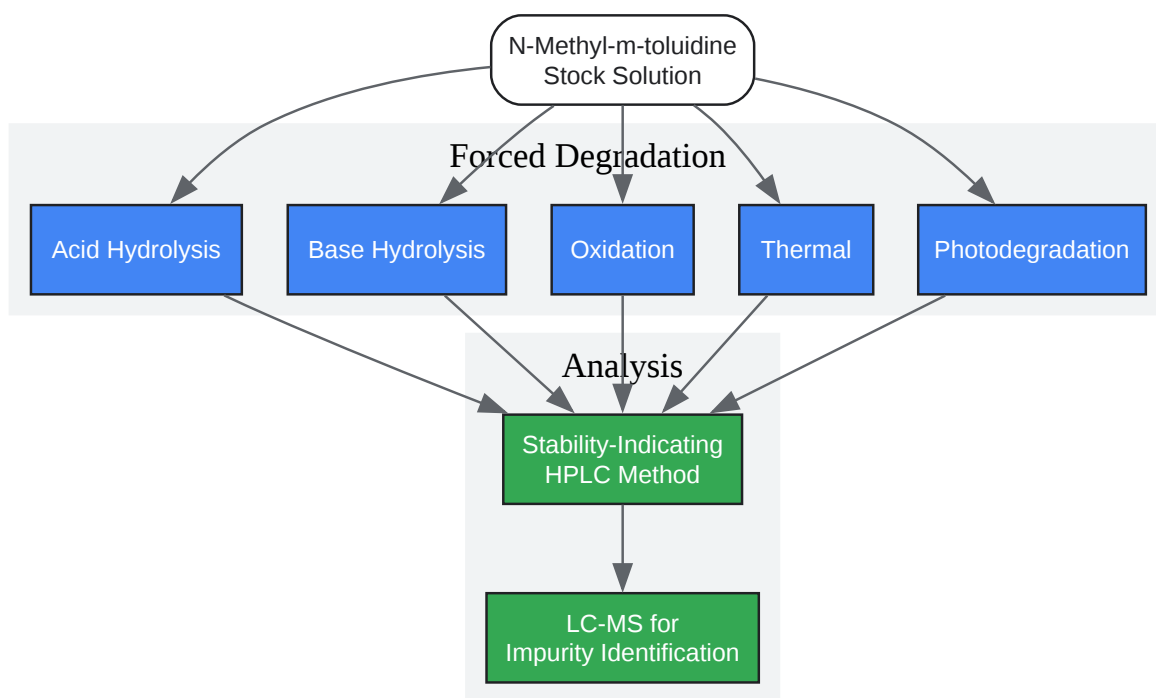 N-Methyl-m-toluidine
Stock Solution
Forced Degradation
Acid Hydrolysis
Base Hydrolysis
Oxidation
Thermal
Photodegradation
Analysis
Stability-Indicating
HPLC Method
LC-MS for
Impurity Identification